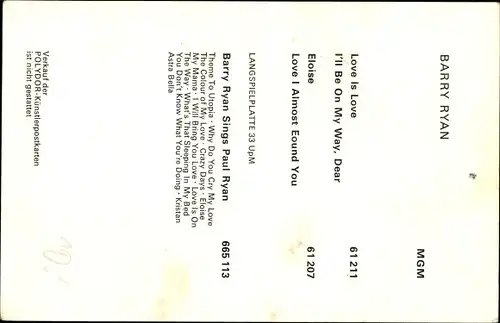 BARRY RYAN
MGM
Love Is Love
61 211
I'll Be On My Way, Dear
Eloise
61 207
Love I Almost Eound You
LANGSPIELPLATTE 33 UpM
Barry Ryan Sings Paul Ryan
665 113
Theme To Utopia · Why Do You Cry My Love
The Colour of My Love · Crazy Days · Eloise
My Mama · I Will Bring You Love · Love Is On
The Way · What's That Sleeping In My Bed
You Don't Know What You're Doing · Kristan
Astra Bella
Verkauf der
POLYDOR-Künstlerpostkarten
ist nicht gestattet